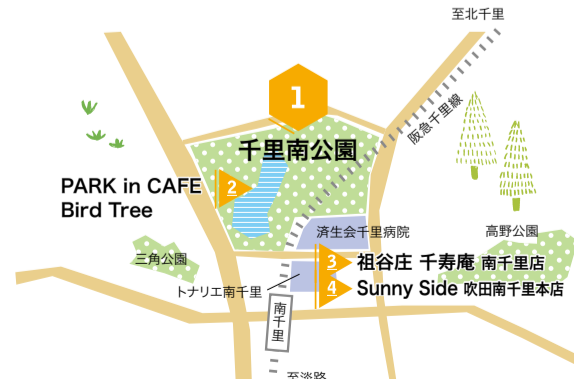 至北千里
阪急千里線
1
千里南公園
PARK in CAFE
Bird Tree
2
済生会千里病院
高野公園
三角公園
3
祖谷庄 千寿庵 南千里店
トナリエ南千里
4
Sunny Side 吹田南千里本店
南千里
至淡路